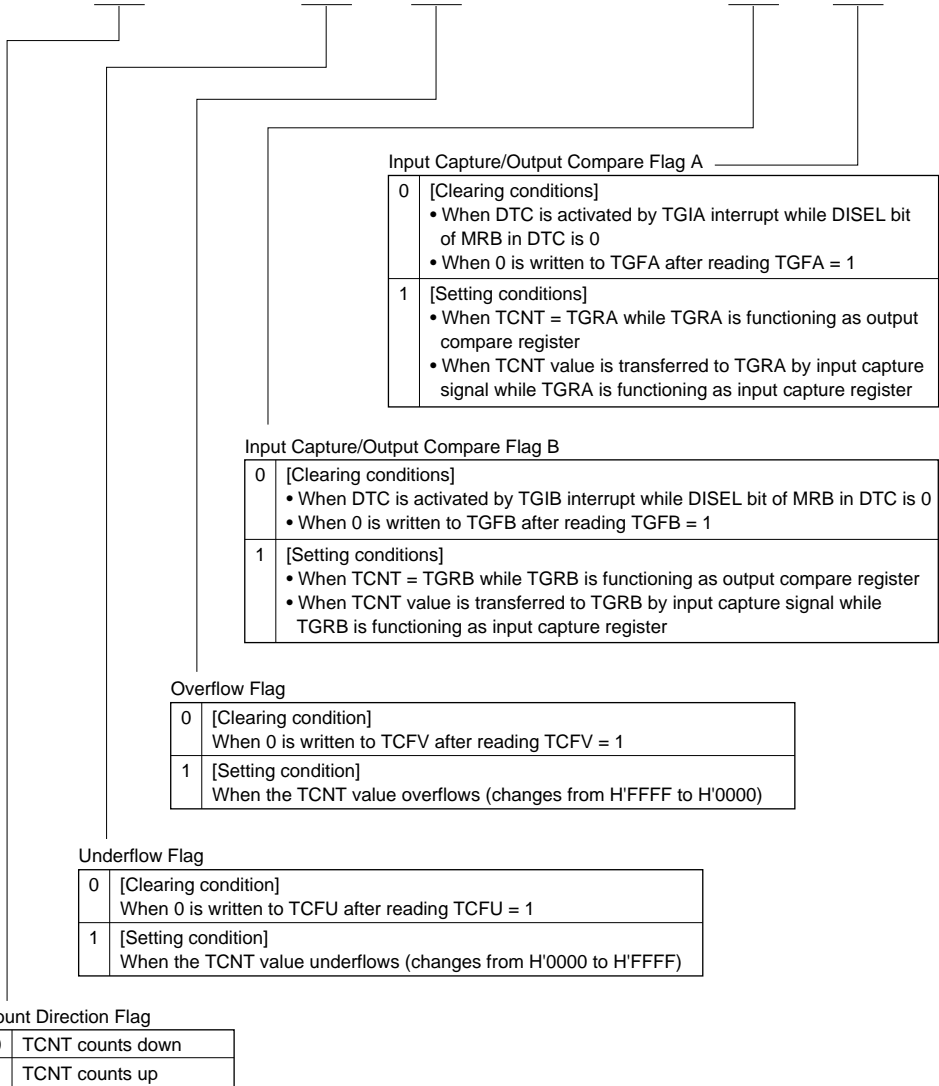 Input Capture/Output Compare Flag A
0 [Clearing conditions]
• When DTC is activated by TGIA interrupt while DISEL bit
of MRB in DTC is 0
• When 0 is written to TGFA after reading TGFA = 1
1 [Setting conditions]
• When TCNT = TGRA while TGRA is functioning as output
compare register
• When TCNT value is transferred to TGRA by input capture
signal while TGRA is functioning as input capture register
Input Capture/Output Compare Flag B
0 [Clearing conditions]
• When DTC is activated by TGIB interrupt while DISEL bit of MRB in DTC is 0
• When 0 is written to TGFB after reading TGFB = 1
1 [Setting conditions]
• When TCNT = TGRB while TGRB is functioning as output compare register
• When TCNT value is transferred to TGRB by input capture signal while
TGRB is functioning as input capture register
Overflow Flag
0 [Clearing condition]
When 0 is written to TCFV after reading TCFV = 1
1 [Setting condition]
When the TCNT value overflows (changes from H'FFFF to H'0000)
Underflow Flag
0 [Clearing condition]
When 0 is written to TCFU after reading TCFU = 1
1 [Setting condition]
When the TCNT value underflows (changes from H'0000 to H'FFFF)
ount Direction Flag
TCNT counts down
TCNT counts up